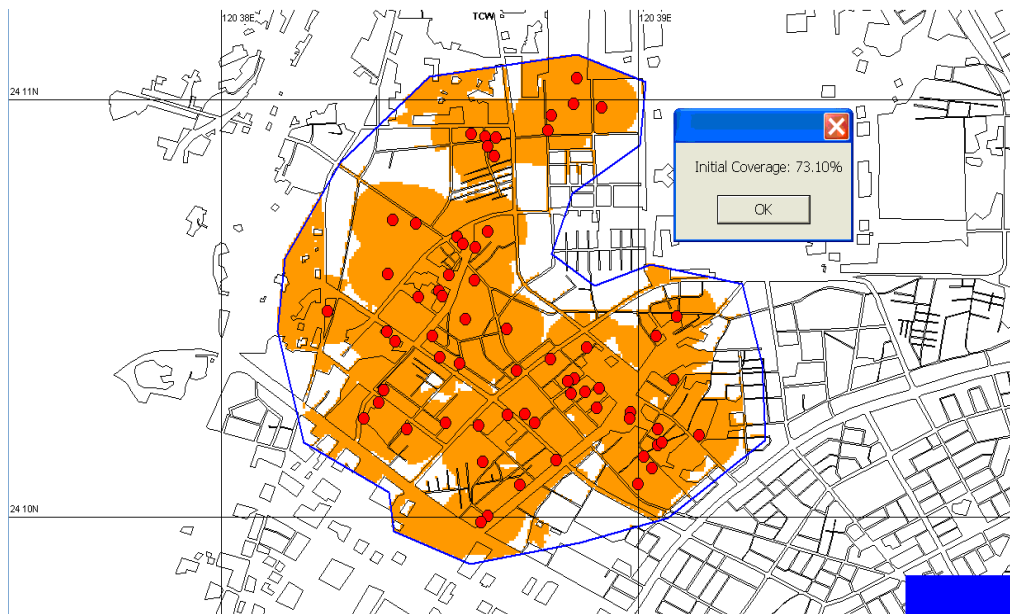 120 38E
TCW
120 39E
24 11N
Initial Coverage: 73.10%
OK
24 10N